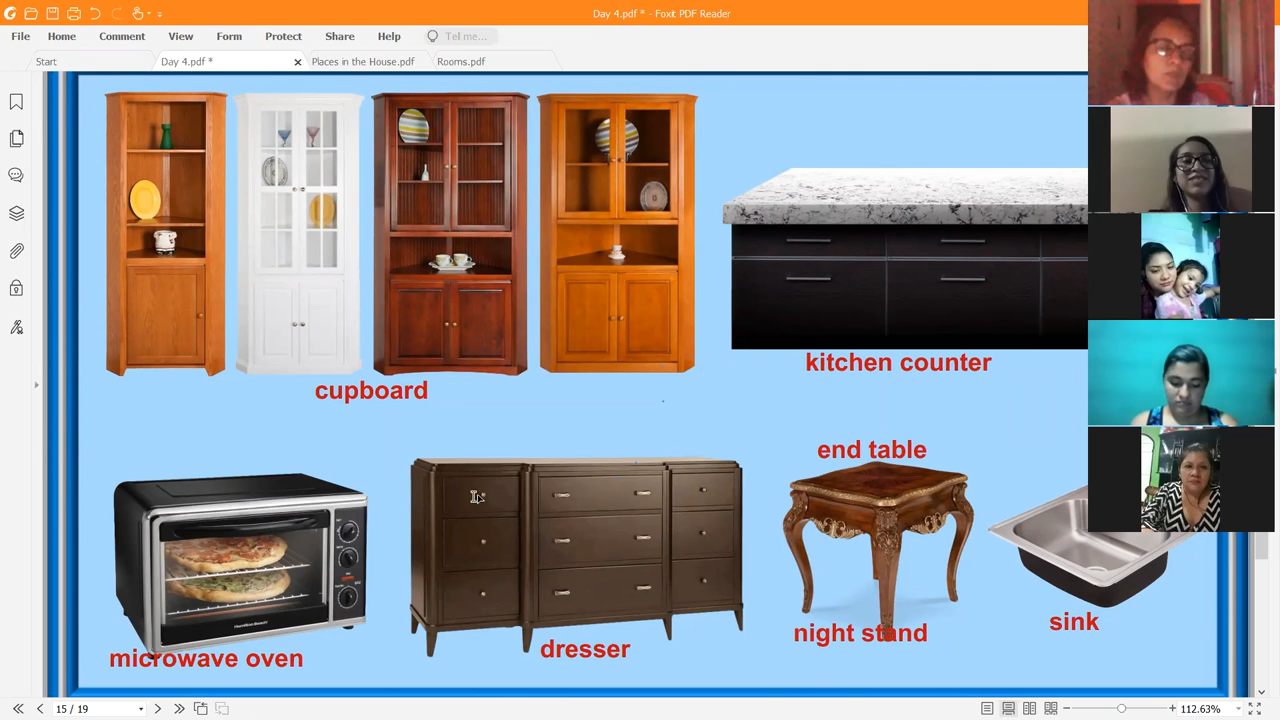 Day 4.pdf * - Foxit PDF Reader
File Home Comment View Form Protect Share Help Tell me...
Start Day 4.pdf * Places in the House.pdf Rooms.pdf
kitchen counter
cupboard
end table
night stand
sink
dresser
microwave oven
15 / 19
112.63%